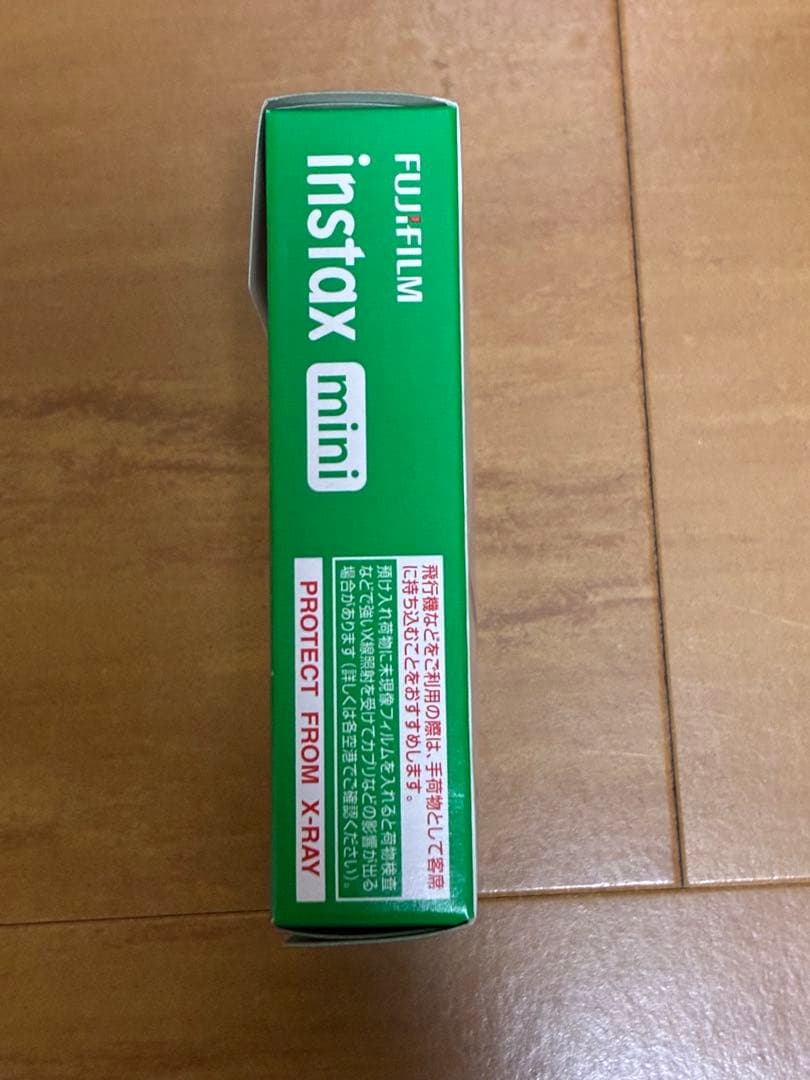 FUJIFILM
instax mini
飛行機などをご利用の際は、手荷物として客席
に持ち込むことをおすすめします。
預け入れ荷物に未現像フィルムを入れると荷物検査
などで強いX線照射を受けてカブリなどの影響が出る
場合があります（詳しくは各空港でご確認ください）。
PROTECT FROM X-RAY